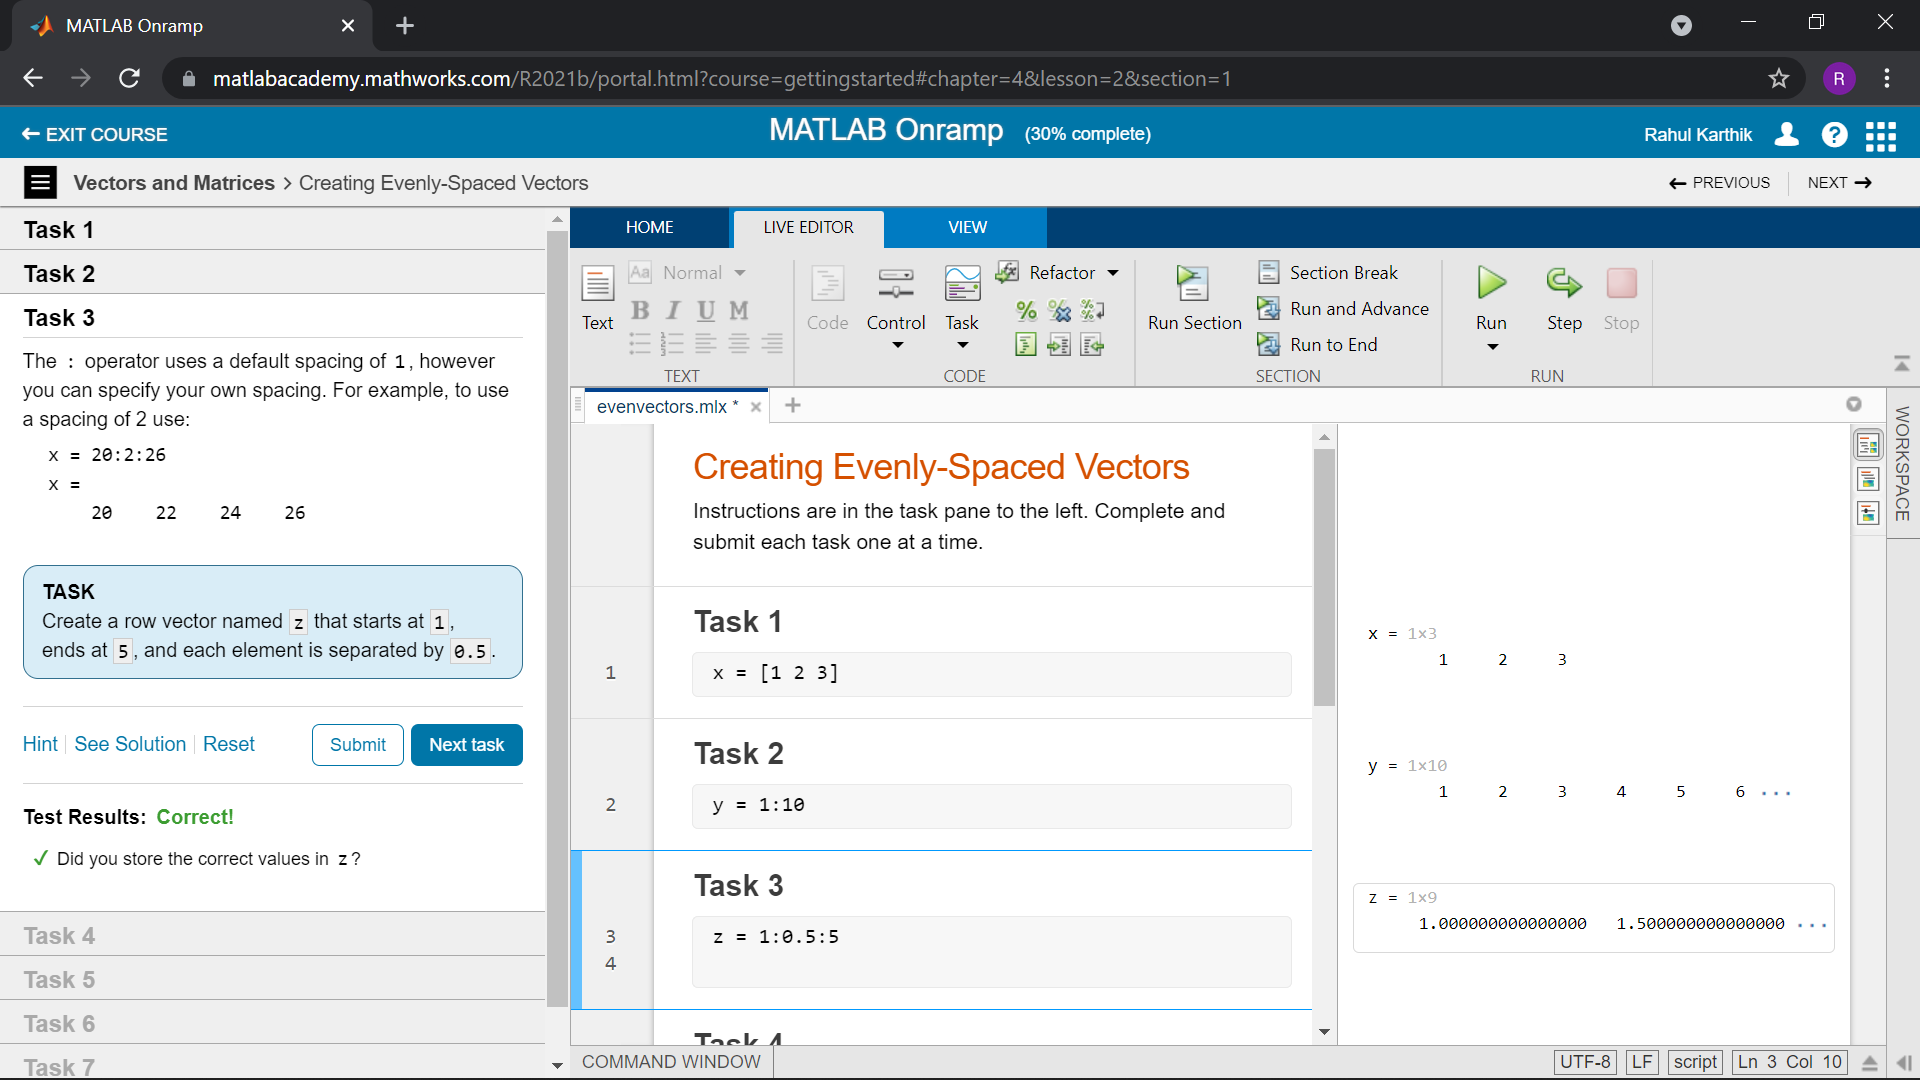 MATLAB Onramp
matlabacademy.mathworks.com/R2021b/portal.html?course=gettingstarted#chapter=4&lesson=2&section=1
R
EXIT COURSE
MATLAB Onramp (30% complete)
Rahul Karthik
Vectors and Matrices > Creating Evenly-Spaced Vectors
PREVIOUS
NEXT
Task 1
Task 2
Task 3
The : operator uses a default spacing of 1, however
you can specify your own spacing. For example, to use
a spacing of 2 use:
x = 20:2:26
x =
20 22 24 26
TASK
Create a row vector named z that starts at 1,
ends at 5, and each element is separated by 0.5.
Hint
See Solution
Reset
Submit
Next task
Test Results: Correct!
✓ Did you store the correct values in z?
Task 4
Task 5
Task 6
Task 7
HOME
LIVE EDITOR
VIEW
Text
Aa Normal
B I U M
TEXT
Code
Control
Task
Refactor
CODE
Run Section
Section Break
Run and Advance
Run to End
SECTION
Run
Step
Stop
RUN
evenvectors.mlx *
Creating Evenly-Spaced Vectors
Instructions are in the task pane to the left. Complete and
submit each task one at a time.
Task 1
1 x = [1 2 3]
Task 2
2 y = 1:10
Task 3
3 z = 1:0.5:5
4
Task 4
x = 1×3
1 2 3
y = 1×10
1 2 3 4 5 6 ...
z = 1×9
1.000000000000000 1.500000000000000 ...
WORKSPACE
COMMAND WINDOW
UTF-8
LF
script
Ln 3 Col 10